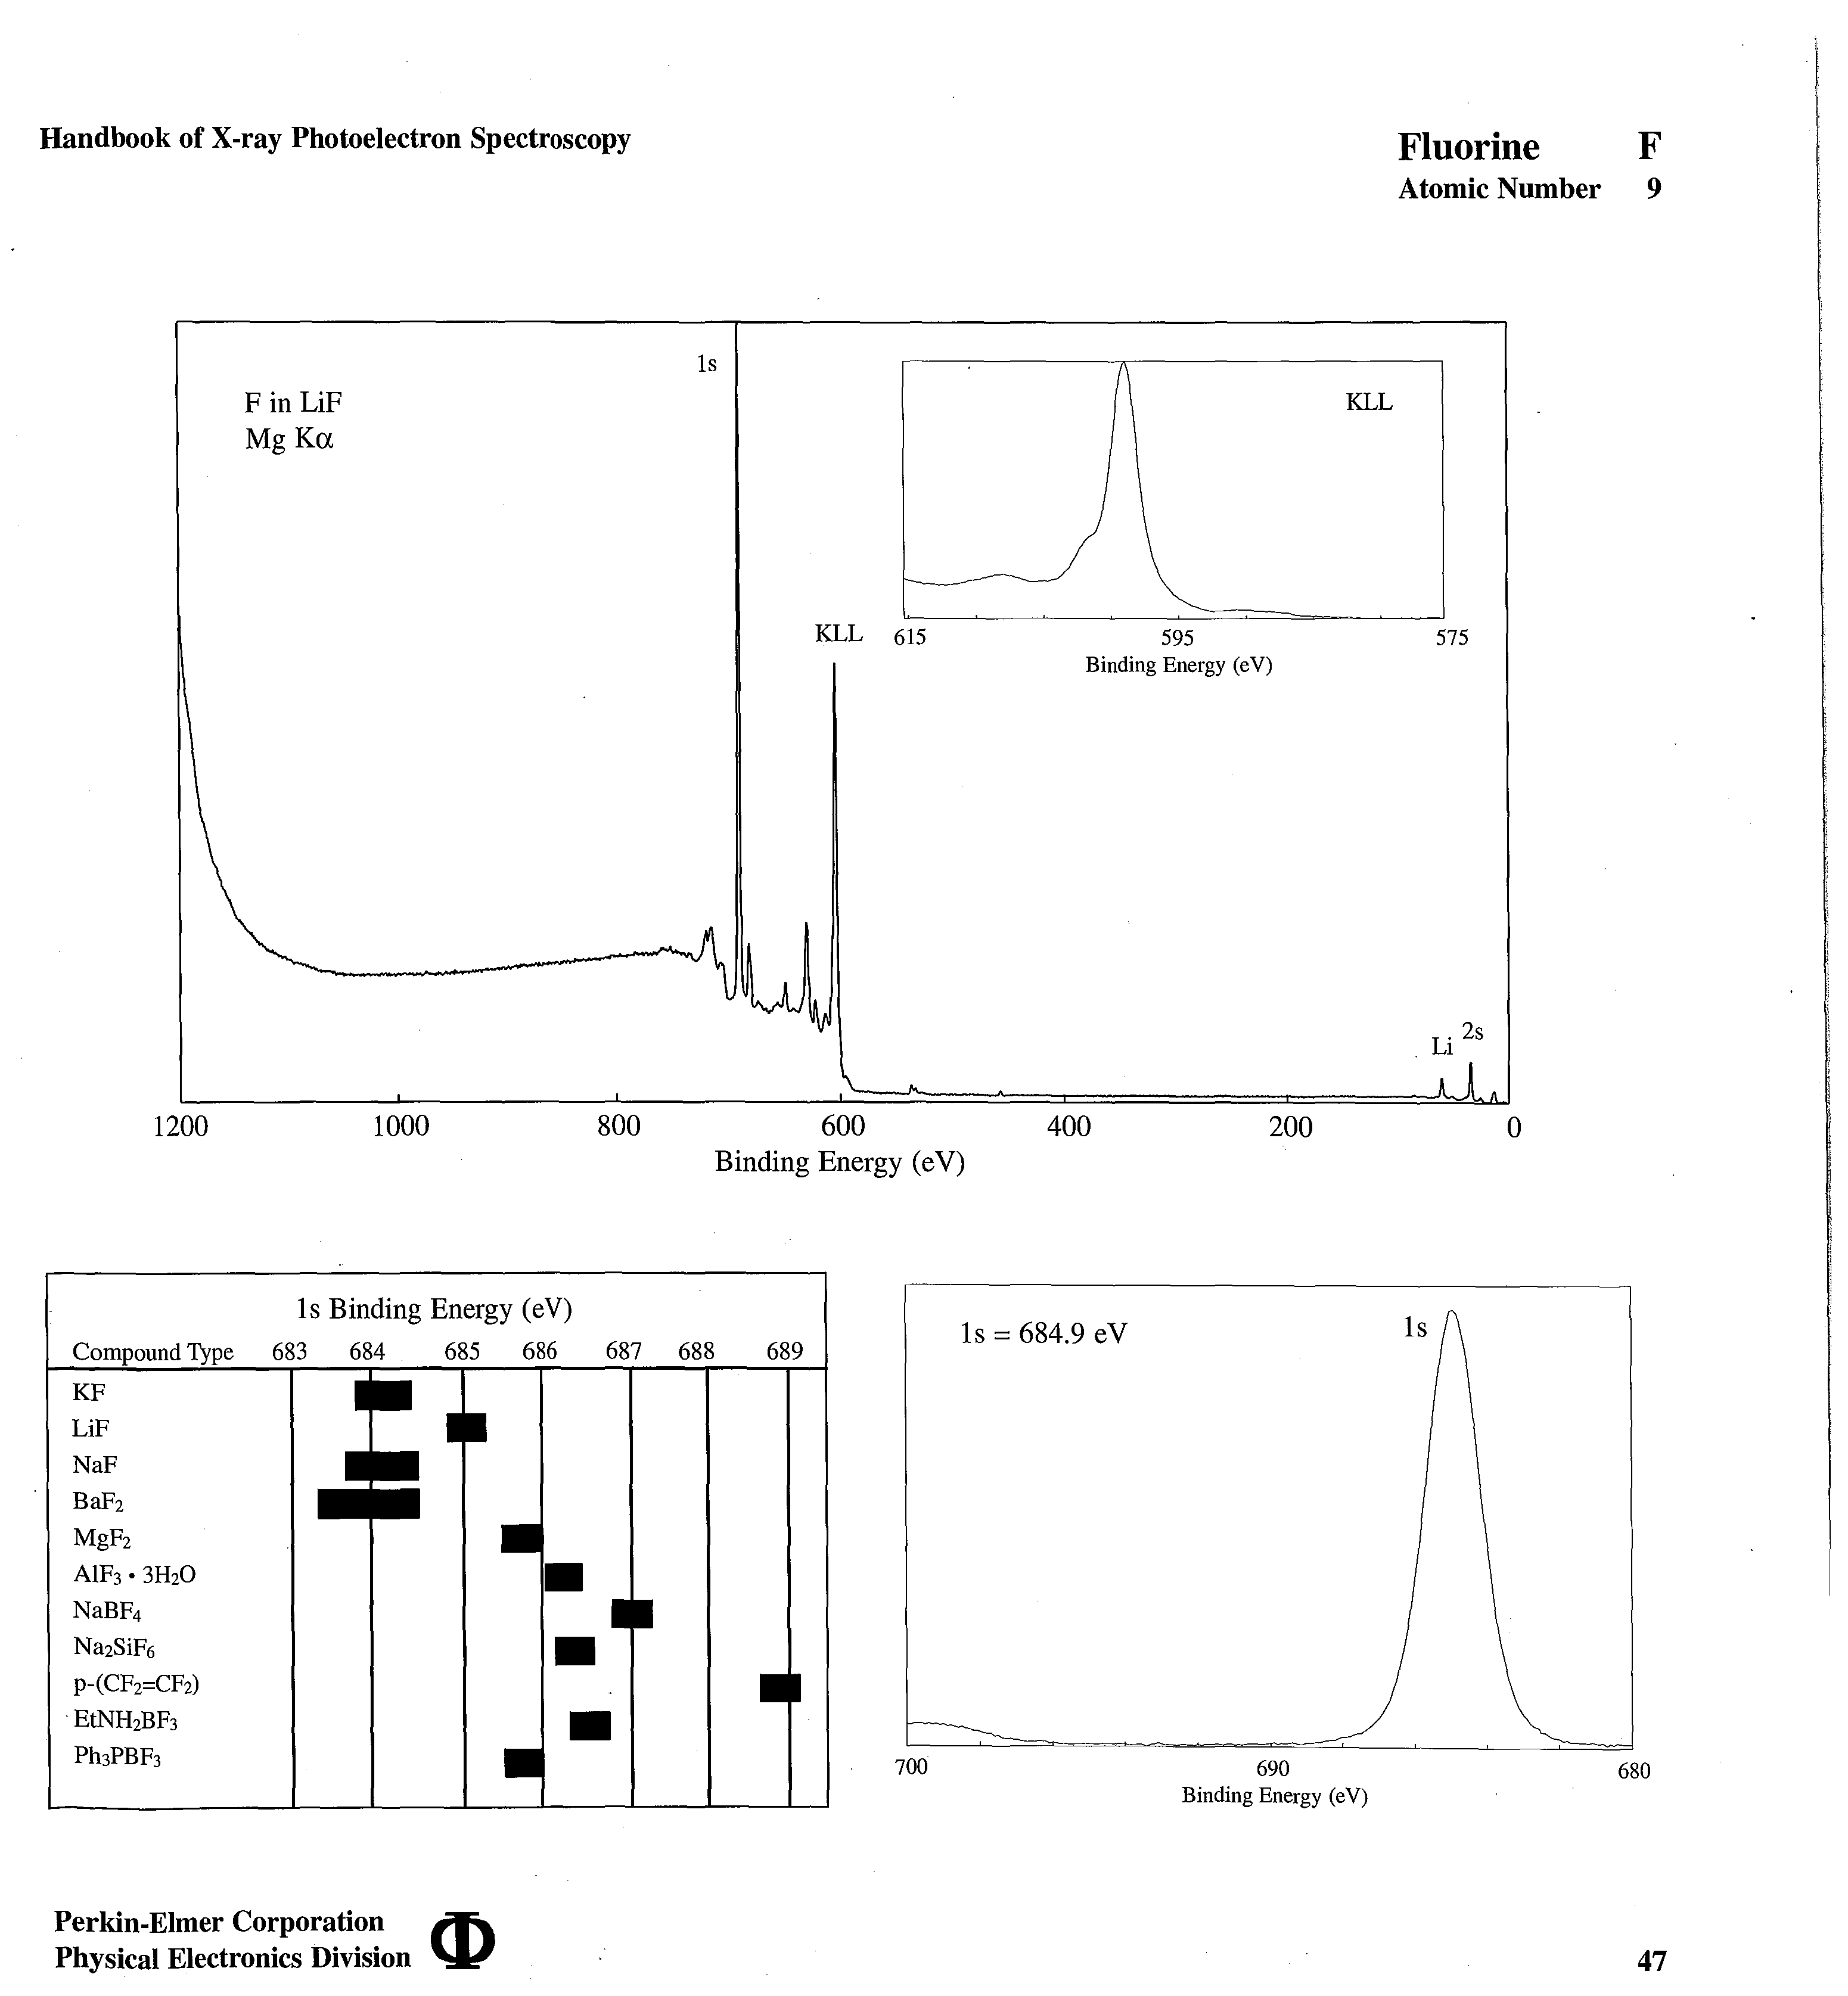 Handbook of X-ray Photoelectron Spectroscopy
Fluorine F
Atomic Number 9
F in LiF
Mg Kα
1s
KLL
KLL
615 595 575
Binding Energy (eV)
Li 2s
1200 1000 800 600 400 200 0
Binding Energy (eV)
1s Binding Energy (eV)
Compound Type 683 684 685 686 687 688 689
KF
LiF
NaF
BaF₂
MgF₂
AlF₃ • 3H₂O
NaBF₄
Na₂SiF₆
p-(CF₂=CF₂)
EtNH₂BF₃
Ph₃PBF₃
1s = 684.9 eV
1s
700 690 680
Binding Energy (eV)
Perkin-Elmer Corporation
Physical Electronics Division Φ
47